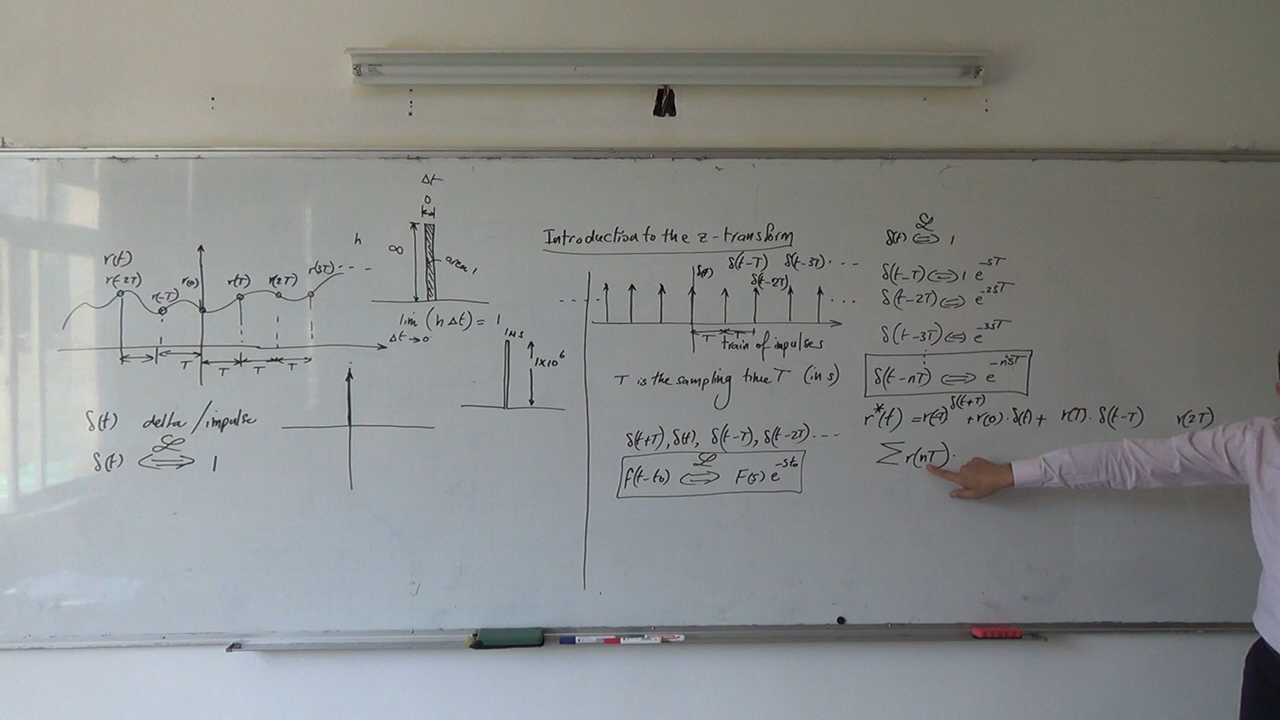 r(t)
r(-2T) r(-T) r(0) r(T) r(2T) r(3T) ...
T T T T
δ(t) delta/impulse
δ(t) ℒ⟺ 1
Δt
0
h
∞
area 1
lim (h Δt) = 1
Δt→0
1μs
1×10⁶
Introduction to the z-transform
δ(t) δ(t-T) δ(t-2T) δ(t-3T) ...
T T
train of impulses
T is the sampling time T (in s)
δ(t+T), δ(t), δ(t-T), δ(t-2T) ...
f(t-t₀) ℒ⟺ F(s) e^{-st₀}
δ(t) ℒ⟺ 1
δ(t-T) ⟺ 1 e^{-sT}
δ(t-2T) ⟺ e^{-2sT}
δ(t-3T) ⟺ e^{-3sT}
δ(t-nT) ⟺ e^{-nsT}
δ(t+T) + r(0)·δ(t) + r(T)·δ(t-T) r(2T)
r*(t) =
∑ r(nT)·